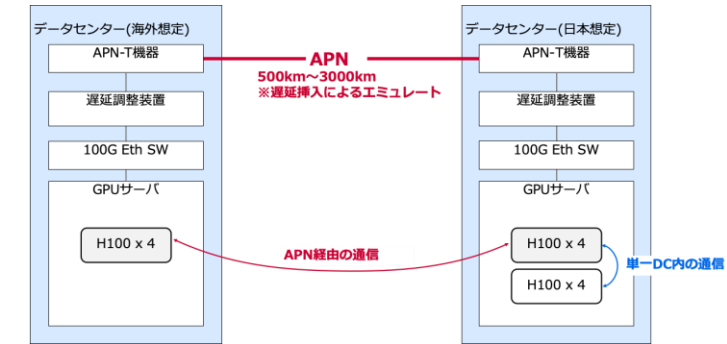 データセンター(海外想定)
APN-T機器
遅延調整装置
100G Eth SW
GPUサーバ
H100 x 4
APN
500km～3000km
※遅延挿入によるエミュレート
APN経由の通信
データセンター(日本想定)
APN-T機器
遅延調整装置
100G Eth SW
GPUサーバ
H100 x 4
H100 x 4
単一DC内の通信